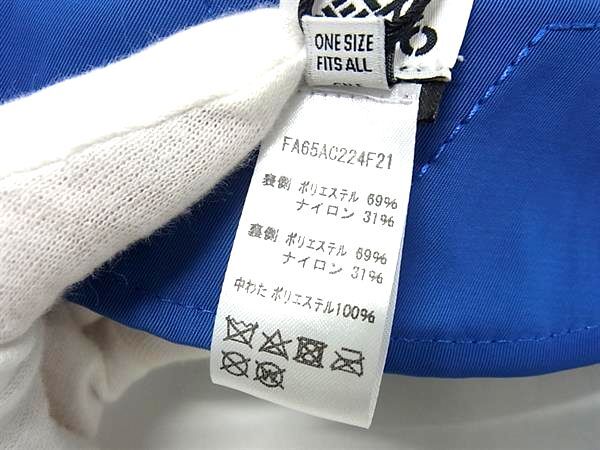 ONE SIZE
FITS ALL
FA65AC224F21
裏側 ポリエステル 69%
ナイロン 31%
裏側 ポリエステル 69%
ナイロン 31%
中わた ポリエステル100%